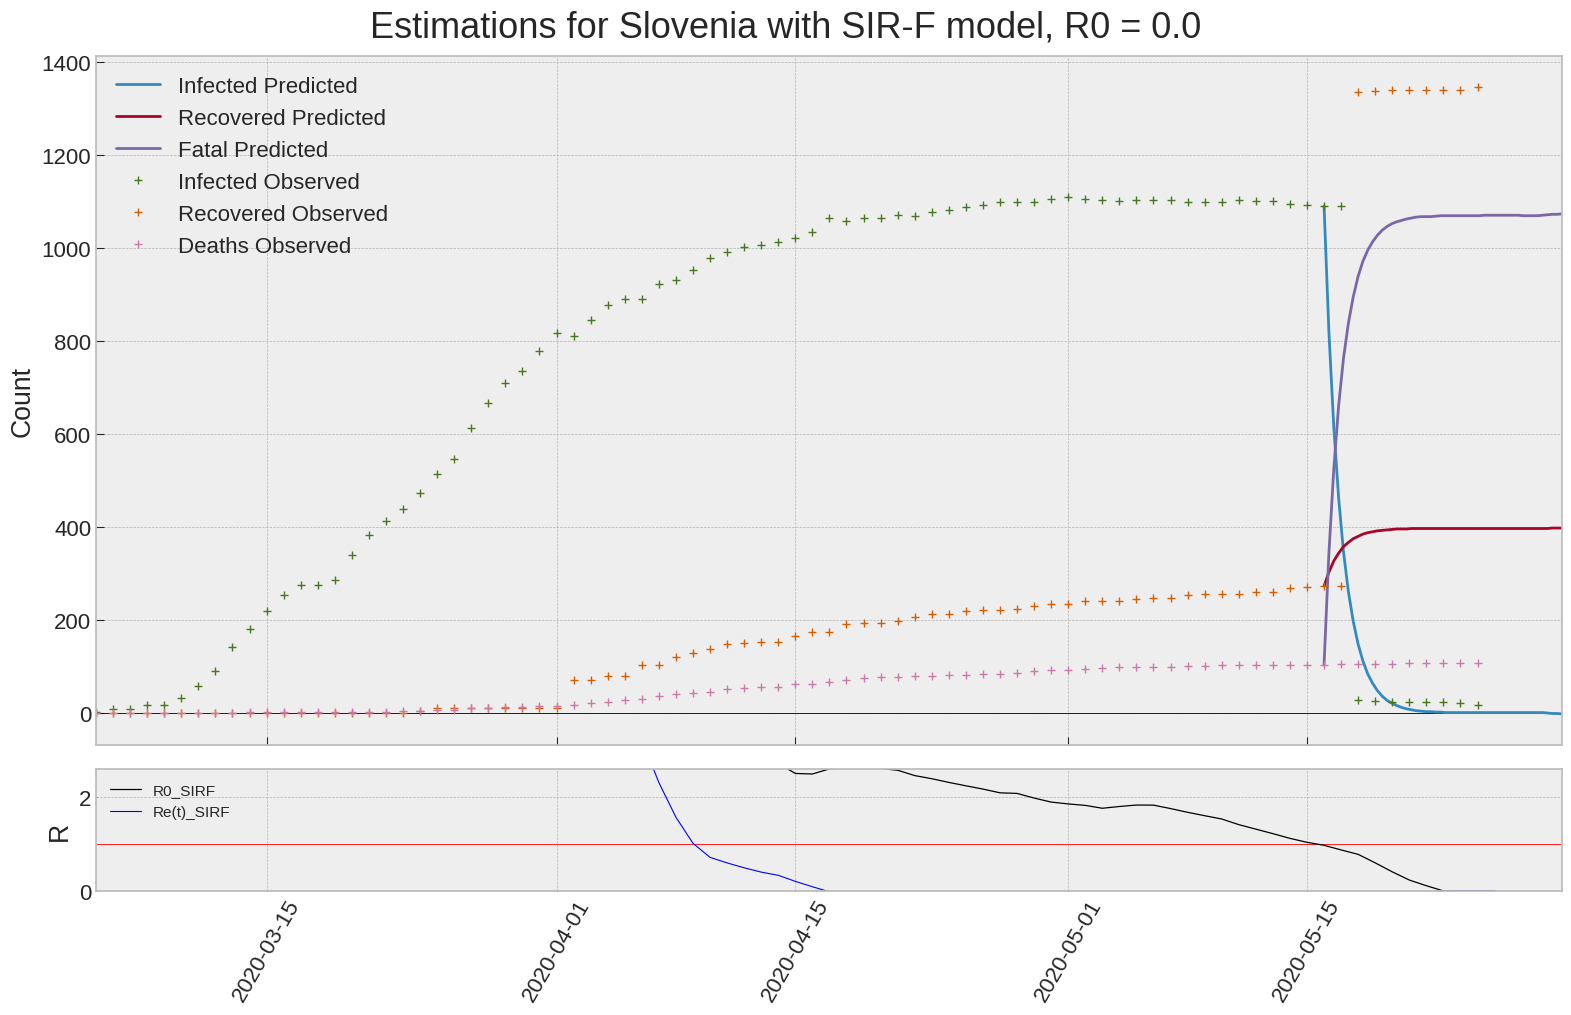 Estimations for Slovenia with SIR-F model, R0 = 0.0
1400
1200
1000
800
600
400
200
0
Count
Infected Predicted
Recovered Predicted
Fatal Predicted
Infected Observed
Recovered Observed
Deaths Observed
2
0
R
R0_SIRF
Re(t)_SIRF
2020-03-15
2020-04-01
2020-04-15
2020-05-01
2020-05-15